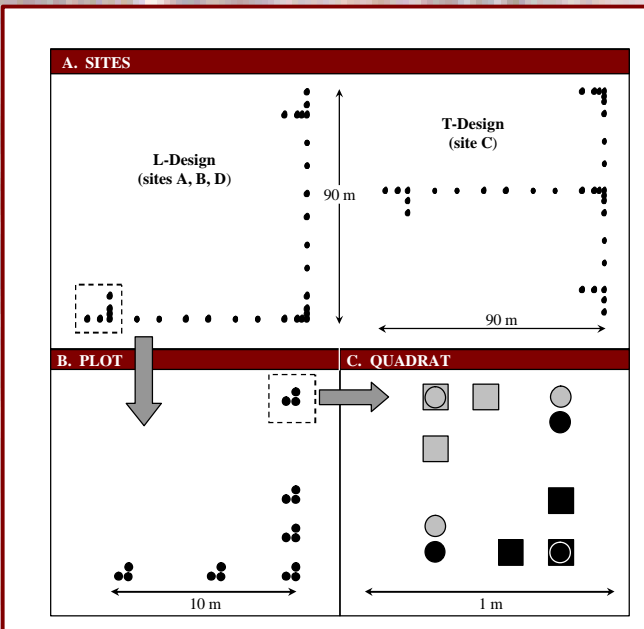 A. SITES
L-Design
(sites A, B, D)
T-Design
(site C)
90 m
90 m
B. PLOT
C. QUADRAT
10 m
1 m